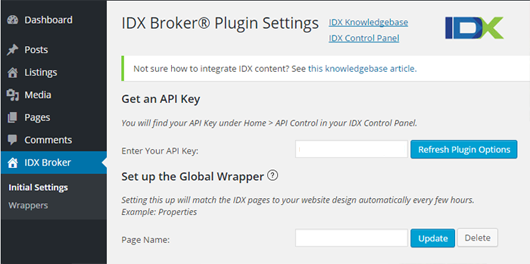 Dashboard
Posts
Listings
Media
Pages
Comments
IDX Broker
Initial Settings
Wrappers
IDX Broker® Plugin Settings
IDX Knowledgebase
IDX Control Panel
IDX
Not sure how to integrate IDX content? See this knowledgebase article.
Get an API Key
You will find your API Key under Home > API Control in your IDX Control Panel.
Enter Your API Key:
Refresh Plugin Options
Set up the Global Wrapper ?
Setting this up will match the IDX pages to your website design automatically every few hours.
Example: Properties
Page Name:
Update
Delete